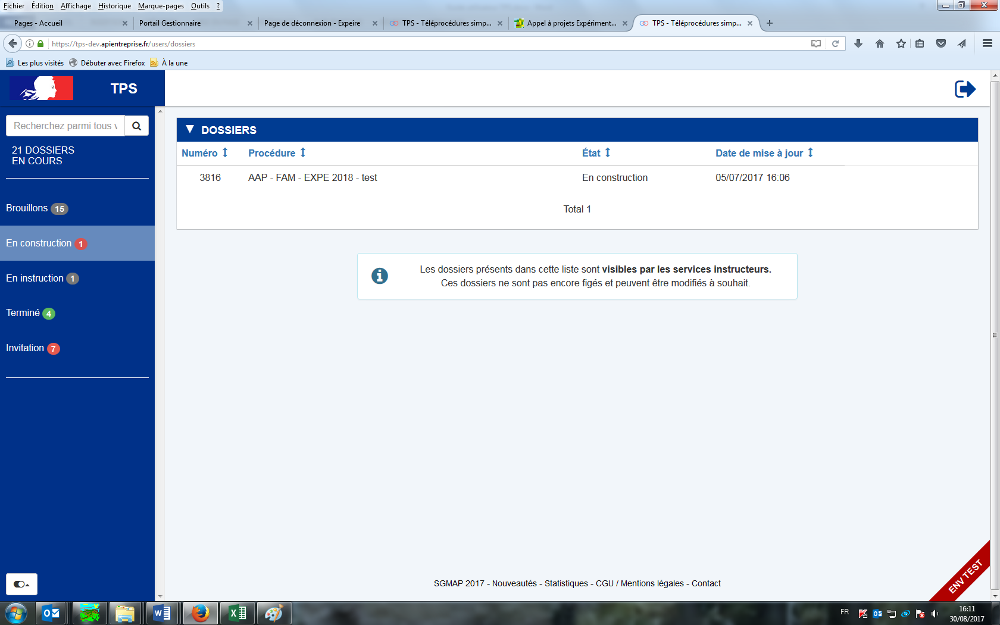 Fichier Édition Affichage Historique Marque-pages Outils ?
Pages - Accueil
Portail Gestionnaire
Page de déconnexion - Expeire
TPS - Téléprocédures simp...
Appel à projets Expériment...
TPS - Téléprocédures simp...
https://tps-dev.apientreprise.fr/users/dossiers
Les plus visités
Débuter avec Firefox
À la une
TPS
Recherchez parmi tous v
21 DOSSIERS
EN COURS
Brouillons 15
En construction 1
En instruction 1
Terminé 4
Invitation 7
DOSSIERS
Numéro Procédure État Date de mise à jour
3816 AAP - FAM - EXPE 2018 - test En construction 05/07/2017 16:06
Total 1
Les dossiers présents dans cette liste sont visibles par les services instructeurs.
Ces dossiers ne sont pas encore figés et peuvent être modifiés à souhait.
SGMAP 2017 - Nouveautés - Statistiques - CGU / Mentions légales - Contact
ENV TEST
FR
16:11
30/08/2017